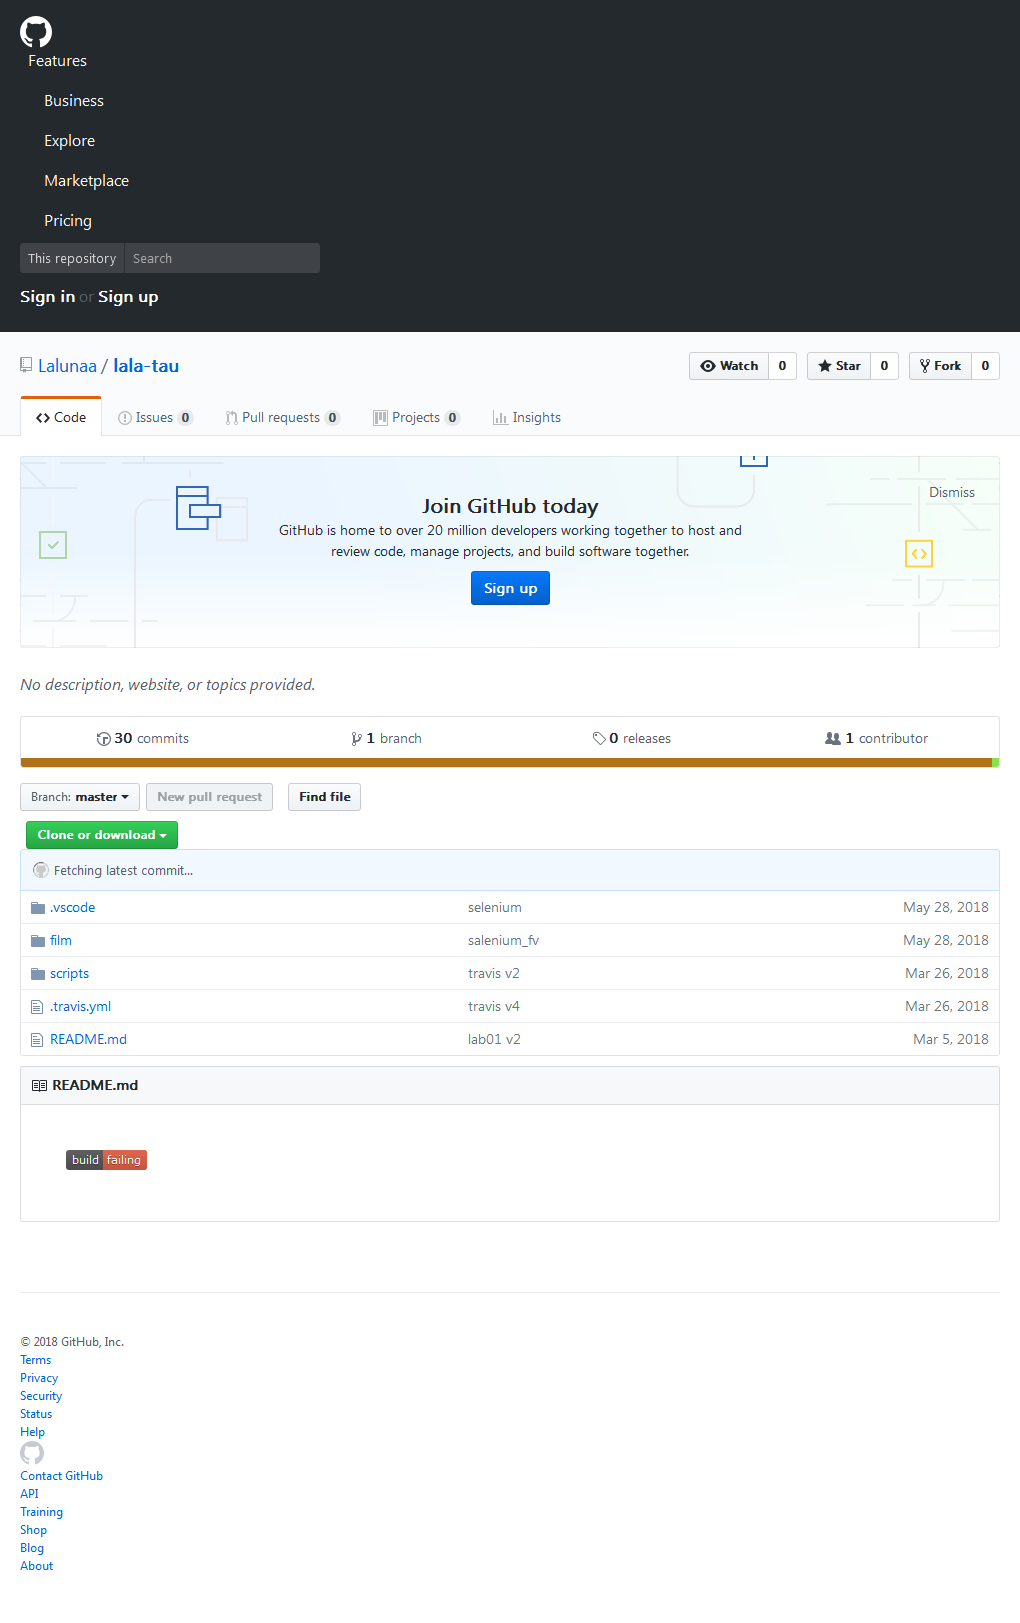 Features
Business
Explore
Marketplace
Pricing
This repository Search
Sign in or Sign up
Lalunaa / lala-tau Watch 0 Star 0 Fork 0
Code Issues 0 Pull requests 0 Projects 0 Insights
Dismiss
Join GitHub today
GitHub is home to over 20 million developers working together to host and
review code, manage projects, and build software together.
Sign up
No description, website, or topics provided.
30 commits 1 branch 0 releases 1 contributor
Branch: master New pull request Find file
Clone or download
Fetching latest commit...
.vscode selenium May 28, 2018
film salenium_fv May 28, 2018
scripts travis v2 Mar 26, 2018
.travis.yml travis v4 Mar 26, 2018
README.md lab01 v2 Mar 5, 2018
README.md
build failing
© 2018 GitHub, Inc.
Terms
Privacy
Security
Status
Help
Contact GitHub
API
Training
Shop
Blog
About